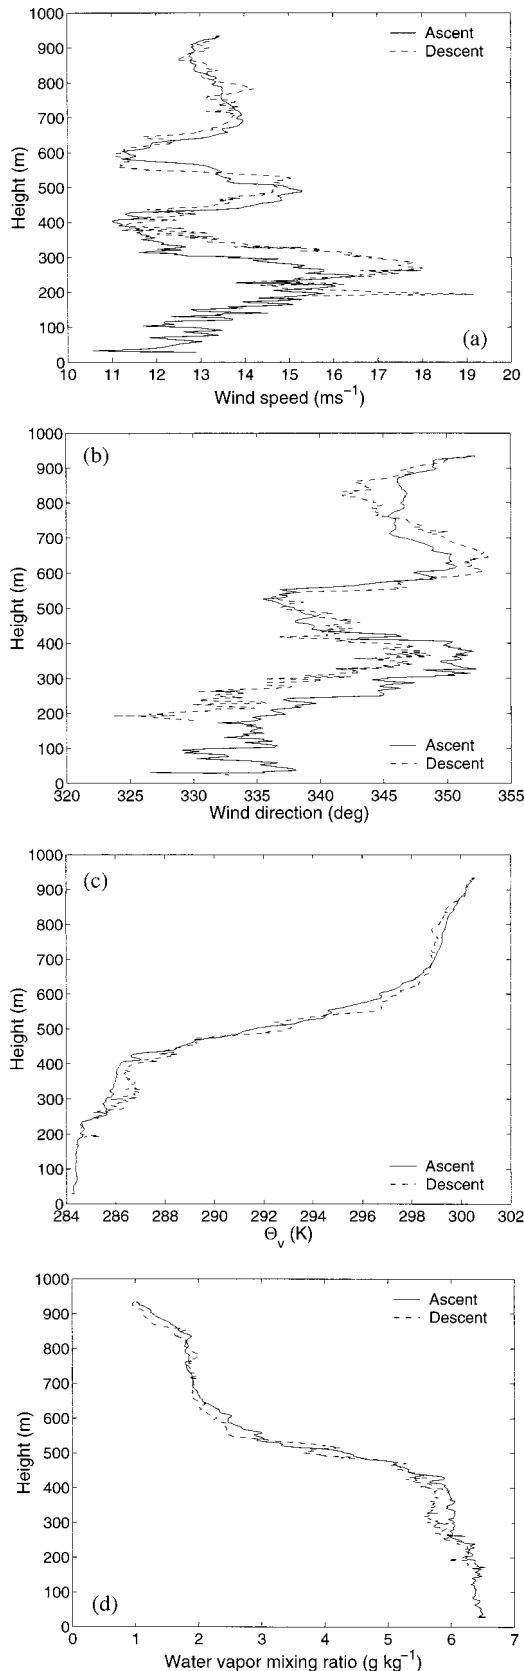 1000
900
800
700
600
500
400
300
200
100
0
Height (m)
Ascent
Descent
(a)
10 11 12 13 14 15 16 17 18 19 20
Wind speed (ms⁻¹)
1000
900
800
700
600
500
400
300
200
100
0
Height (m)
(b)
Ascent
Descent
320 325 330 335 340 345 350 355
Wind direction (deg)
1000
900
800
700
600
500
400
300
200
100
0
Height (m)
(c)
Ascent
Descent
284 286 288 290 292 294 296 298 300 302
Θᵥ (K)
1000
900
800
700
600
500
400
300
200
100
0
Height (m)
Ascent
Descent
(d)
0 1 2 3 4 5 6 7
Water vapor mixing ratio (g kg⁻¹)